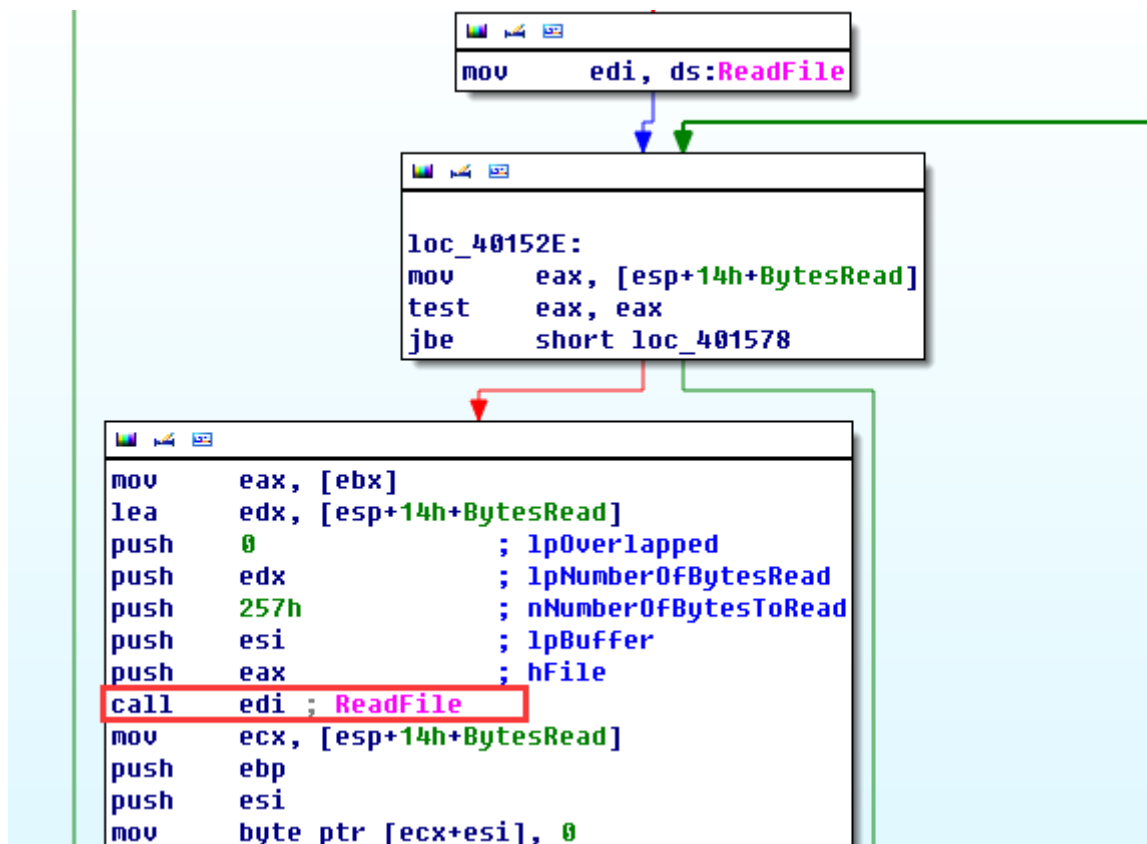 mov edi, ds:ReadFile
loc_40152E:
mov eax, [esp+14h+BytesRead]
test eax, eax
jbe short loc_401578
mov eax, [ebx]
lea edx, [esp+14h+BytesRead]
push 0 ; lpOverlapped
push edx ; lpNumberOfBytesRead
push 257h ; nNumberOfBytesToRead
push esi ; lpBuffer
push eax ; hFile
call edi ; ReadFile
mov ecx, [esp+14h+BytesRead]
push ebp
push esi
mov byte ptr [ecx+esi], 0